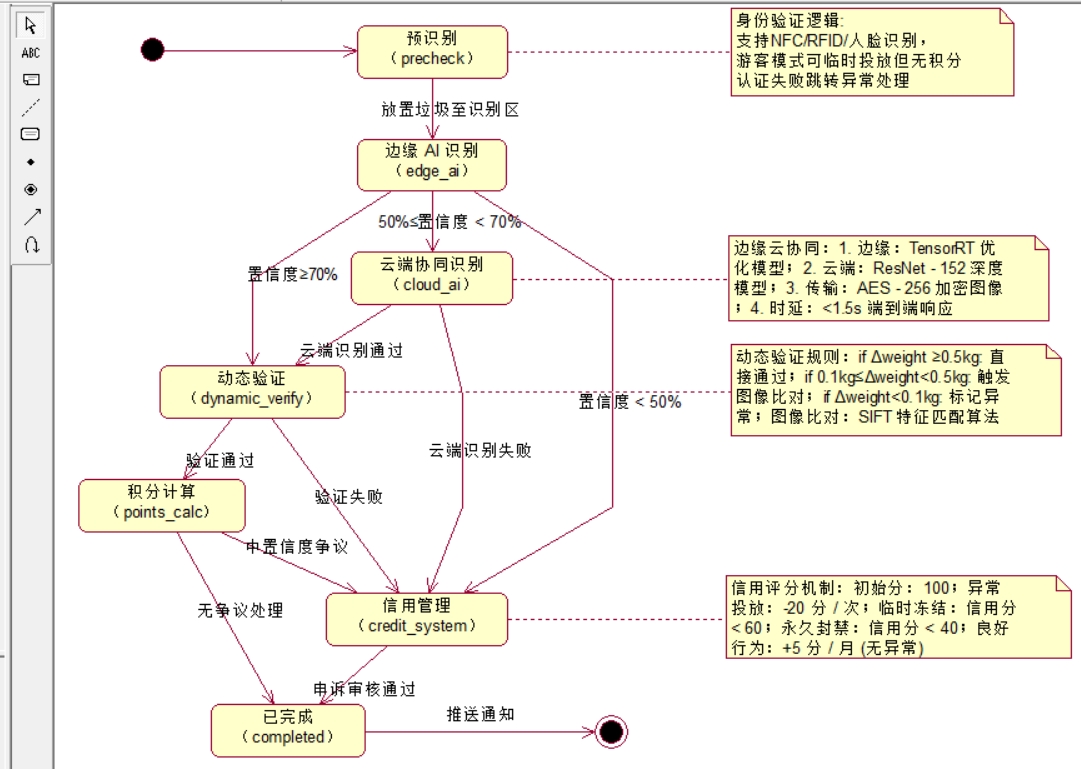 ABC
预识别
（precheck）
身份验证逻辑:
支持NFC/RFID/人脸识别，
游客模式可临时投放但无积分
认证失败跳转异常处理
放置垃圾至识别区
边缘 AI 识别
（edge_ai）
50%≤置信度 < 70%
置信度≥70%
云端协同识别
（cloud_ai）
边缘云协同：1. 边缘：TensorRT 优
化模型；2. 云端：ResNet - 152 深度
模型；3. 传输：AES - 256 加密图像
；4. 时延：<1.5s 端到端响应
云端识别通过
动态验证
（dynamic_verify）
动态验证规则：if Δweight ≥0.5kg: 直
接通过；if 0.1kg≤Δweight<0.5kg: 触发
图像比对；if Δweight<0.1kg: 标记异
常；图像比对：SIFT 特征匹配算法
置信度 < 50%
云端识别失败
验证通过
积分计算
（points_calc）
验证失败
中置信度争议
信用管理
（credit_system）
信用评分机制：初始分：100；异常
投放：-20 分 / 次；临时冻结：信用分
< 60；永久封禁：信用分 < 40；良好
行为：+5 分 / 月 (无异常)
无争议处理
申诉审核通过
已完成
（completed）
推送通知